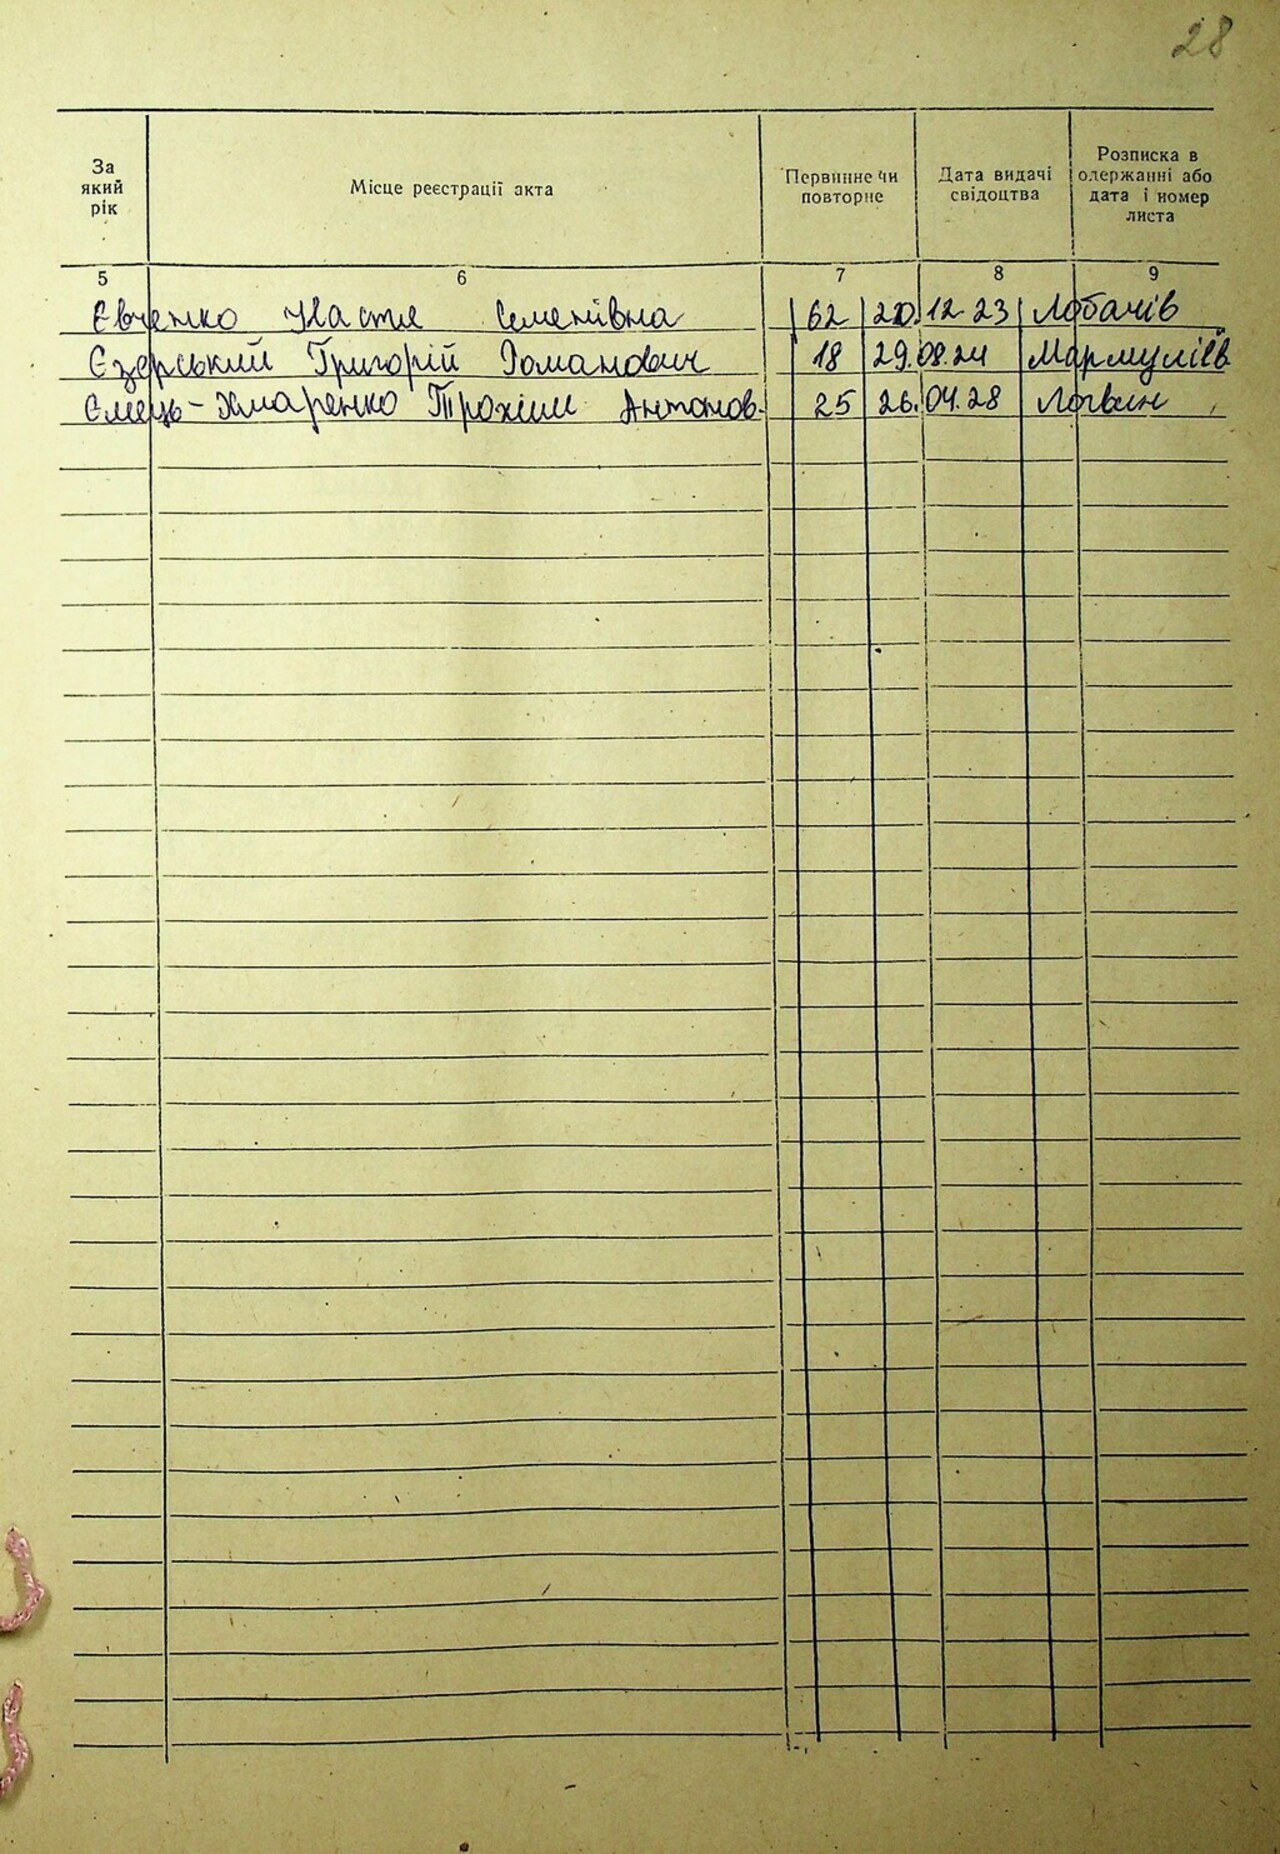 28
За який рік Місце реєстрації акта Первинне чи повторне Дата видачі свідоцтва Розписка в одержанні або дата і номер листа
5 6 7 8 9
Євченко Настя Семенівна 62 20.12.23 Лобачів
Єзерський Григорій Романович 18 29.08.24 Мармуліїв
Ємець-Хмаренко Трохим Антонов. 25 26.04.28 Логвин